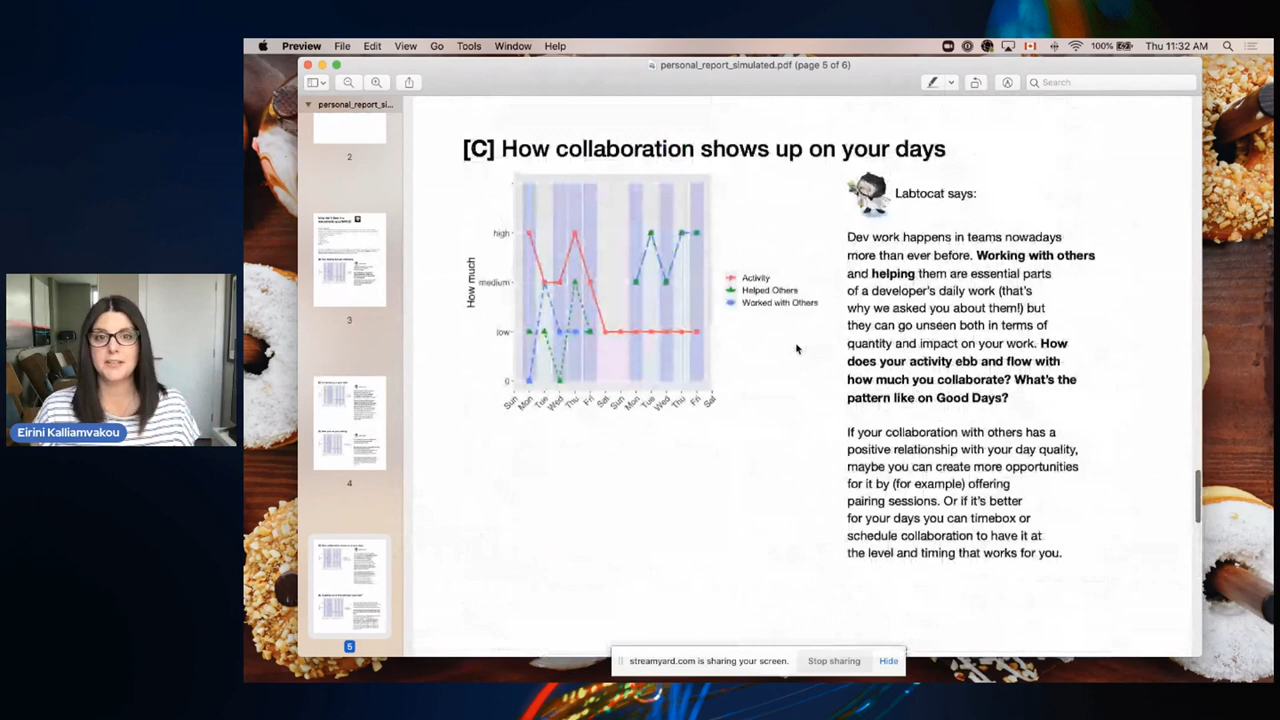 Preview File Edit View Go Tools Window Help
100% Thu 11:32 AM
personal_report_simulated.pdf (page 5 of 6)
Search
personal_report_si...
2
3
4
5
[C] How collaboration shows up on your days
How much
high
medium
low
0
Sun Mon Tue Wed Thu Fri Sat Sun Mon Tue Wed Thu Fri Sat
Activity
Helped Others
Worked with Others
Labtocat says:
Dev work happens in teams nowadays
more than ever before. Working with others
and helping them are essential parts
of a developer's daily work (that's
why we asked you about them!) but
they can go unseen both in terms of
quantity and impact on your work. How
does your activity ebb and flow with
how much you collaborate? What's the
pattern like on Good Days?
If your collaboration with others has a
positive relationship with your day quality,
maybe you can create more opportunities
for it by (for example) offering
pairing sessions. Or if it's better
for your days you can timebox or
schedule collaboration to have it at
the level and timing that works for you.
Eirini Kalliamvakou
streamyard.com is sharing your screen. Stop sharing Hide